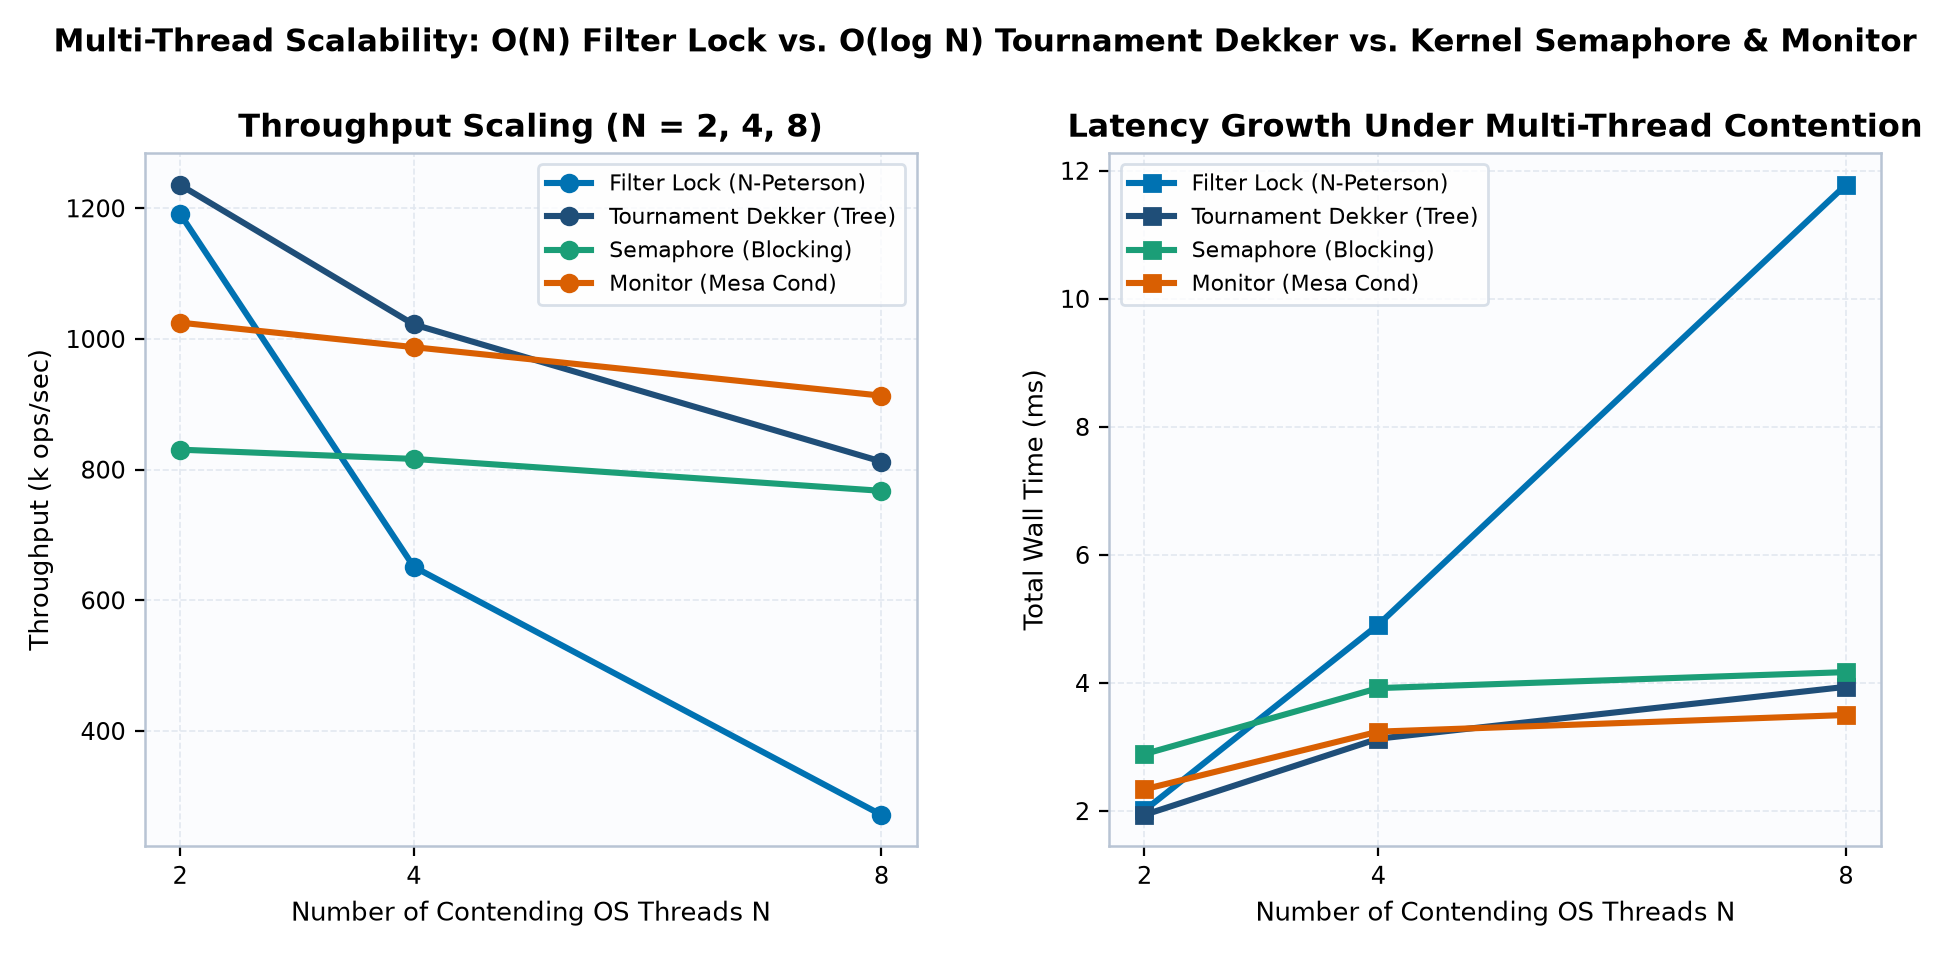 Multi-Thread Scalability: O(N) Filter Lock vs. O(log N) Tournament Dekker vs. Kernel Semaphore & Monitor
Throughput Scaling (N = 2, 4, 8)
Filter Lock (N-Peterson)
Tournament Dekker (Tree)
Semaphore (Blocking)
Monitor (Mesa Cond)
Throughput (k ops/sec)
1200
1000
800
600
400
2 4 8
Number of Contending OS Threads N
Latency Growth Under Multi-Thread Contention
Filter Lock (N-Peterson)
Tournament Dekker (Tree)
Semaphore (Blocking)
Monitor (Mesa Cond)
Total Wall Time (ms)
12
10
8
6
4
2
2 4 8
Number of Contending OS Threads N